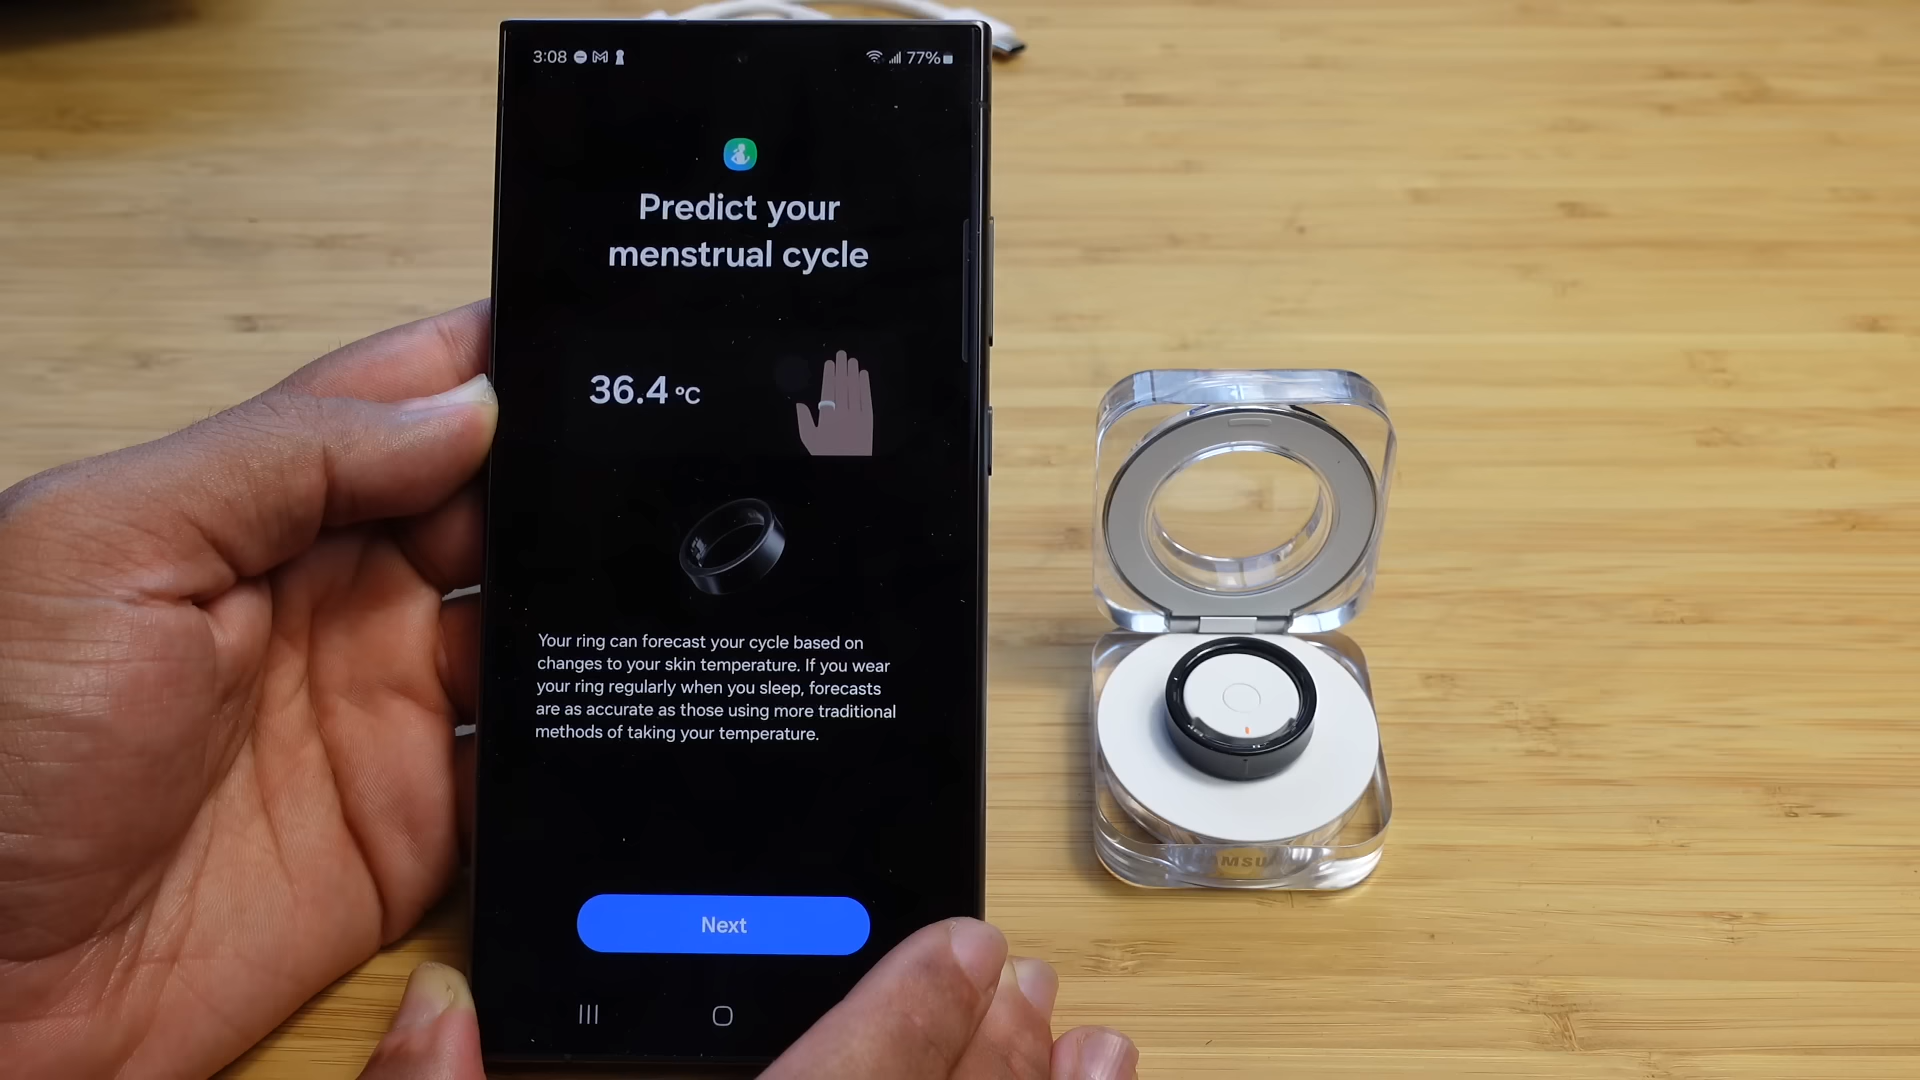 3:08
77%
Predict your
menstrual cycle
36.4 °C
Your ring can forecast your cycle based on
changes to your skin temperature. If you wear
your ring regularly when you sleep, forecasts
are as accurate as those using more traditional
methods of taking your temperature.
Next
SAMSUNG